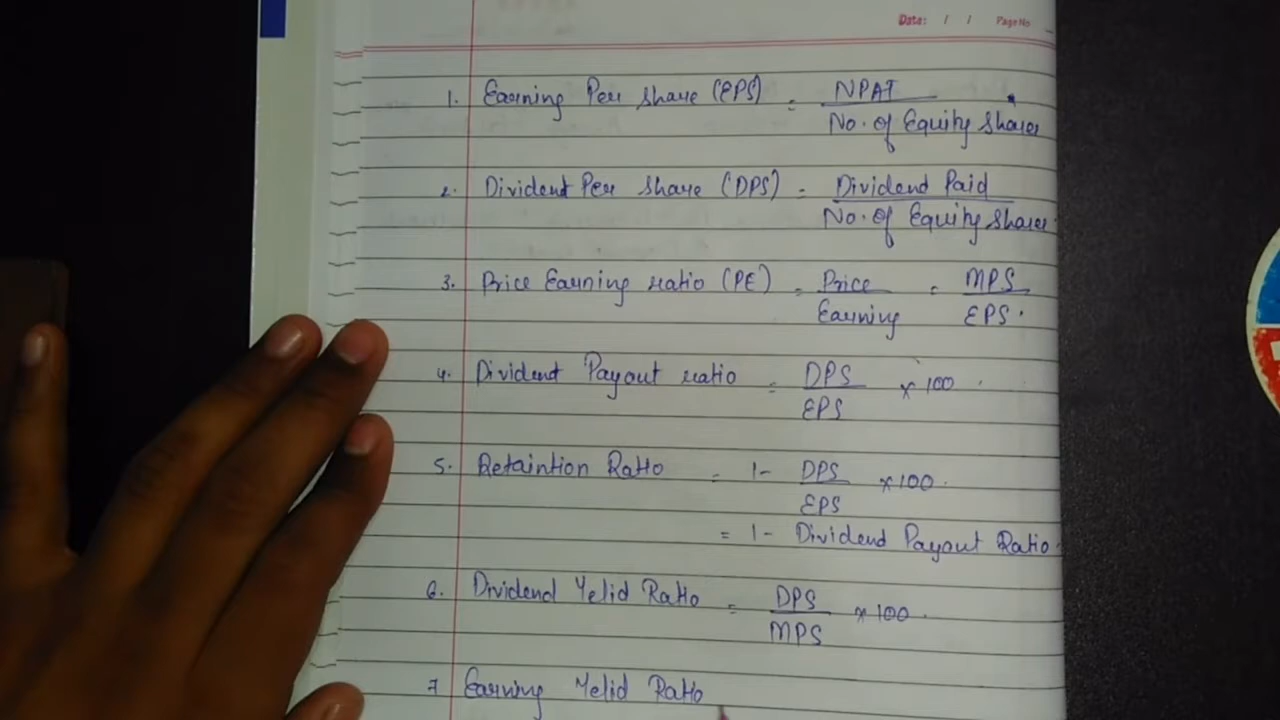 Date: / / Page No
1. Earning Per Share (EPS) = NPAT
No. of Equity Shares
2. Divident Per Share (DPS) = Dividend Paid
No. of Equity Shares
3. Price Earning ratio (PE) = Price = MPS
Earning EPS.
4. Divident Payout ratio = DPS × 100
EPS
5. Retaintion Ratio = 1 - DPS × 100.
EPS
= 1 - Dividend Payout Ratio.
6. Dividend Yelid Ratio = DPS × 100.
MPS
7 Earning Yelid Ratio